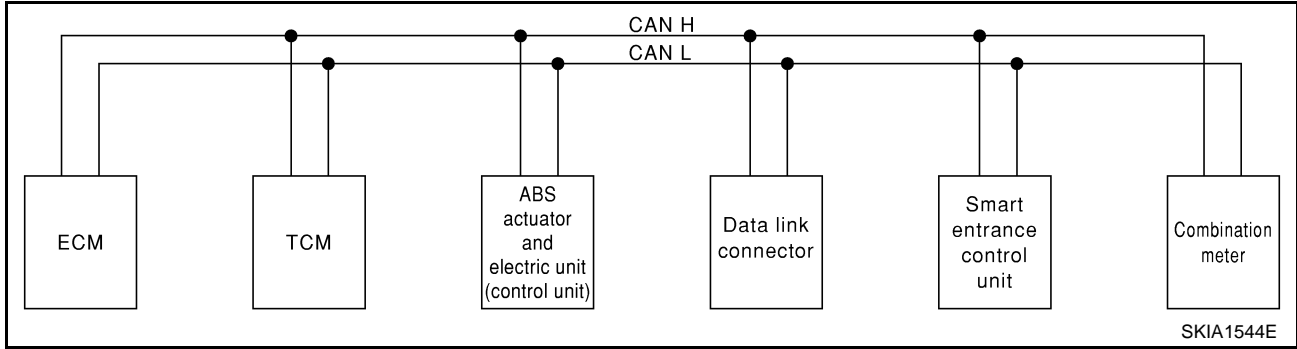 CAN H
CAN L
ECM
TCM
ABS
actuator
and
electric unit
(control unit)
Data link
connector
Smart
entrance
control
unit
Combination
meter
SKIA1544E